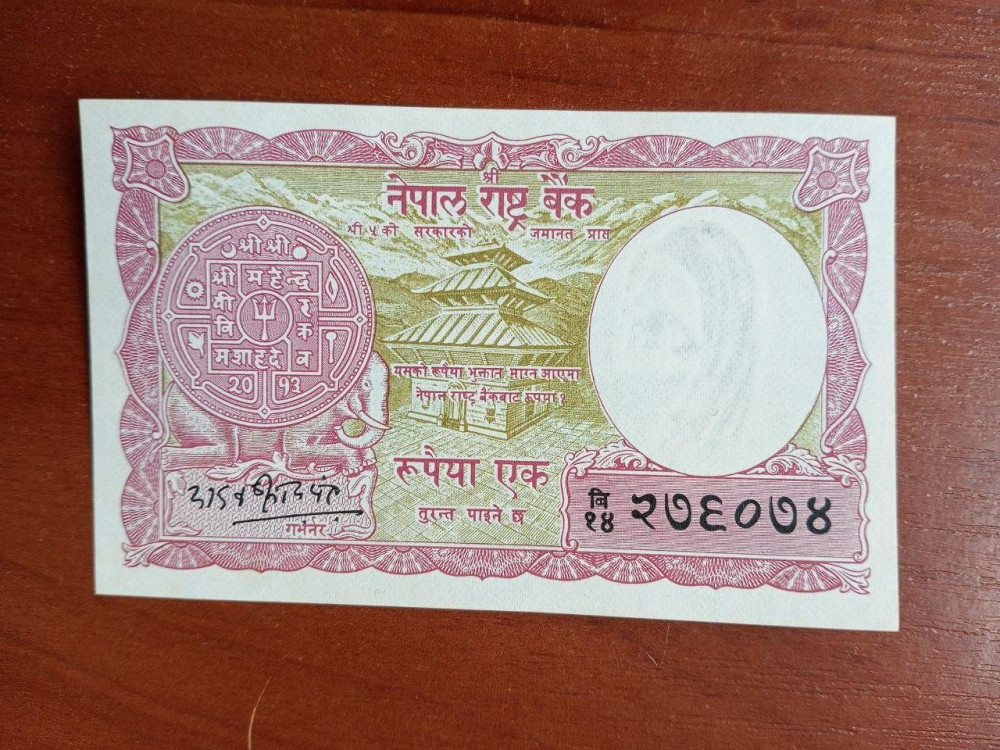 श्री
नेपाल राष्ट्र बैंक
श्री ५ को सरकारको जमानत प्राप्त
श्री श्री
श्री महेन्द्र
वी र
वि क्र
मशाहदे व
२० १३
यसको रूपैया भुक्तान मारन आएमा
नेपाल राष्ट्र बैंकबाट रूपैया १
रूपैया एक
तुरन्त पाइने छ
गभर्नर
बि
१४
२७६०७४